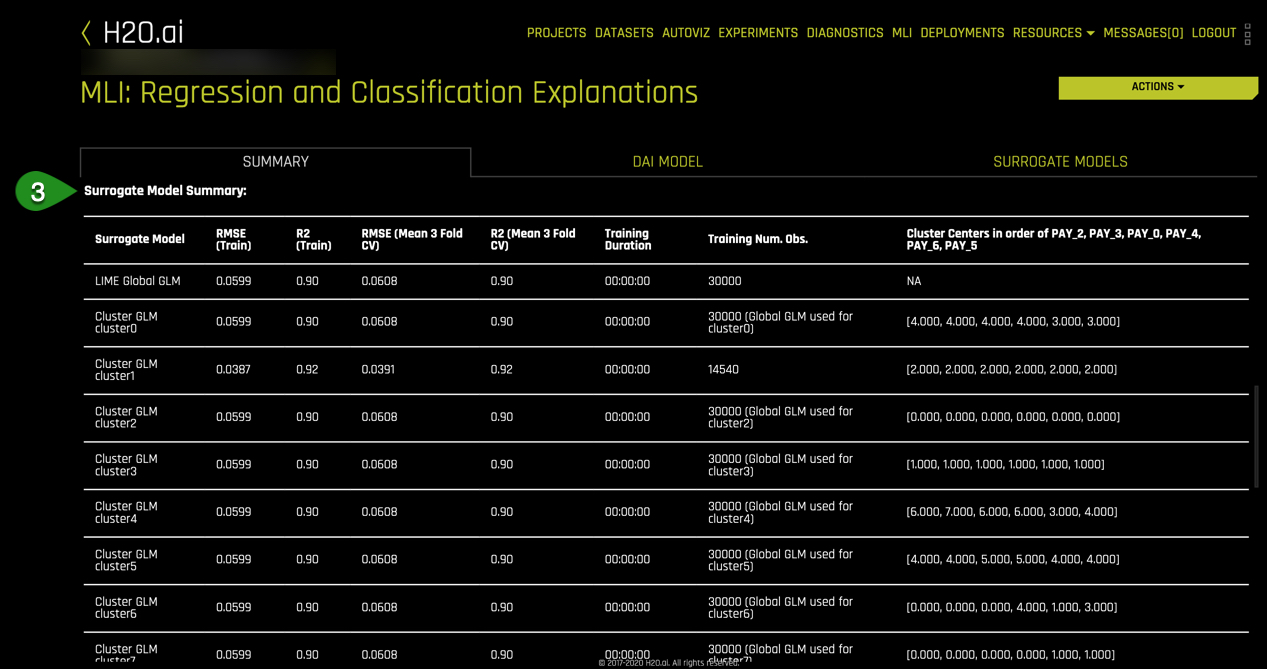 H2O.ai
PROJECTS DATASETS AUTOVIZ EXPERIMENTS DIAGNOSTICS MLI DEPLOYMENTS RESOURCES MESSAGES[0] LOGOUT
MLI: Regression and Classification Explanations
ACTIONS
SUMMARY DAI MODEL SURROGATE MODELS
3
Surrogate Model Summary:
Surrogate Model RMSE (Train) R2 (Train) RMSE (Mean 3 Fold CV) R2 (Mean 3 Fold CV) Training Duration Training Num. Obs. Cluster Centers in order of PAY_2, PAY_3, PAY_0, PAY_4, PAY_6, PAY_5
LIME Global GLM 0.0599 0.90 0.0608 0.90 00:00:00 30000 NA
Cluster GLM cluster0 0.0599 0.90 0.0608 0.90 00:00:00 30000 (Global GLM used for cluster0) [4.000, 4.000, 4.000, 4.000, 3.000, 3.000]
Cluster GLM cluster1 0.0387 0.92 0.0391 0.92 00:00:00 14540 [2.000, 2.000, 2.000, 2.000, 2.000, 2.000]
Cluster GLM cluster2 0.0599 0.90 0.0608 0.90 00:00:00 30000 (Global GLM used for cluster2) [0.000, 0.000, 0.000, 0.000, 0.000, 0.000]
Cluster GLM cluster3 0.0599 0.90 0.0608 0.90 00:00:00 30000 (Global GLM used for cluster3) [1.000, 1.000, 1.000, 1.000, 1.000, 1.000]
Cluster GLM cluster4 0.0599 0.90 0.0608 0.90 00:00:00 30000 (Global GLM used for cluster4) [6.000, 7.000, 6.000, 6.000, 3.000, 4.000]
Cluster GLM cluster5 0.0599 0.90 0.0608 0.90 00:00:00 30000 (Global GLM used for cluster5) [4.000, 4.000, 5.000, 5.000, 4.000, 4.000]
Cluster GLM cluster6 0.0599 0.90 0.0608 0.90 00:00:00 30000 (Global GLM used for cluster6) [0.000, 0.000, 0.000, 4.000, 1.000, 3.000]
Cluster GLM cluster7 0.0599 0.90 0.0608 0.90 00:00:00 30000 (Global GLM used for cluster7) [0.000, 0.000, 0.000, 0.000, 1.000, 1.000]
© 2017-2020 H2O.ai. All rights reserved.